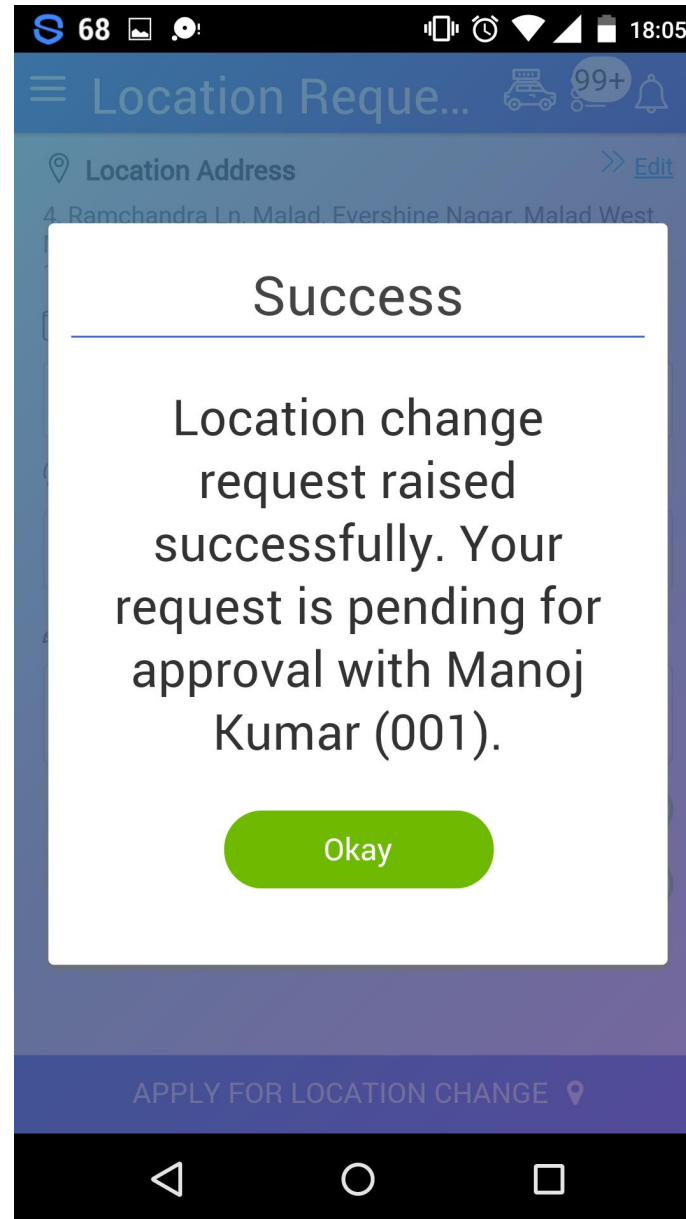 68
18:05
Location Reque...
99+
Location Address
Edit
4, Ramchandra Ln, Malad, Evershine Nagar, Malad West,
Success
Location change
request raised
successfully. Your
request is pending for
approval with Manoj
Kumar (001).
Okay
APPLY FOR LOCATION CHANGE